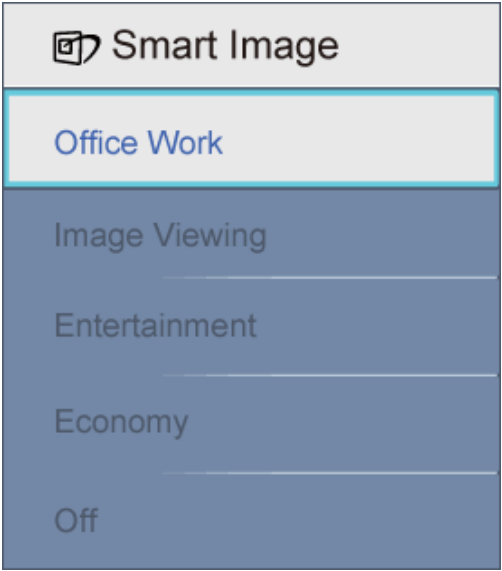 Smart Image
Office Work
Image Viewing
Entertainment
Economy
Off